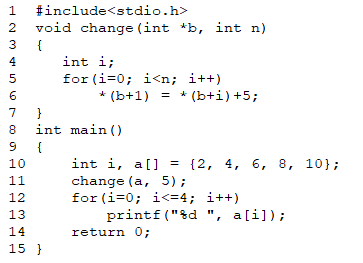 1 #include<stdio.h>
2 void change(int *b, int n)
3 {
4     int i;
5     for(i=0; i<n; i++)
6         *(b+1) = *(b+i)+5;
7 }
8 int main()
9 {
10     int i, a[] = {2, 4, 6, 8, 10};
11     change(a, 5);
12     for(i=0; i<=4; i++)
13         printf("%d ", a[i]);
14     return 0;
15 }